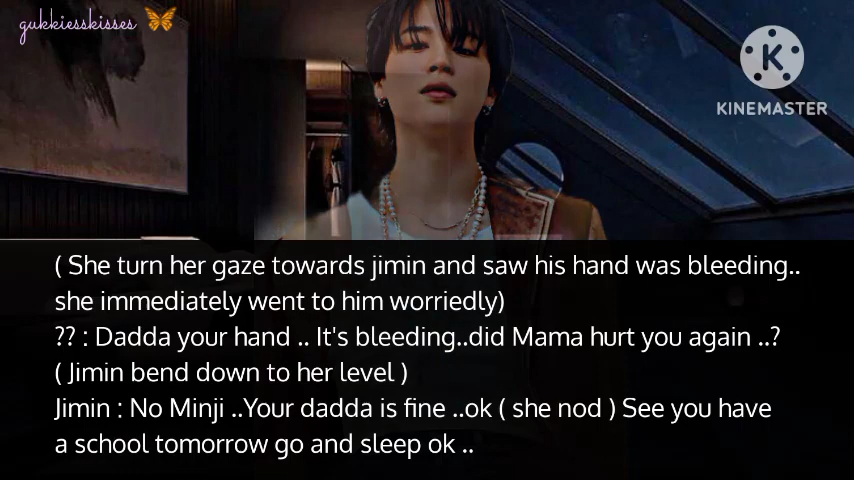 gukkiesskisses
KINEMASTER
( She turn her gaze towards jimin and saw his hand was bleeding..
she immediately went to him worriedly)
?? : Dadda your hand .. It's bleeding..did Mama hurt you again ..?
( Jimin bend down to her level )
Jimin : No Minji ..Your dadda is fine ..ok ( she nod ) See you have
a school tomorrow go and sleep ok ..